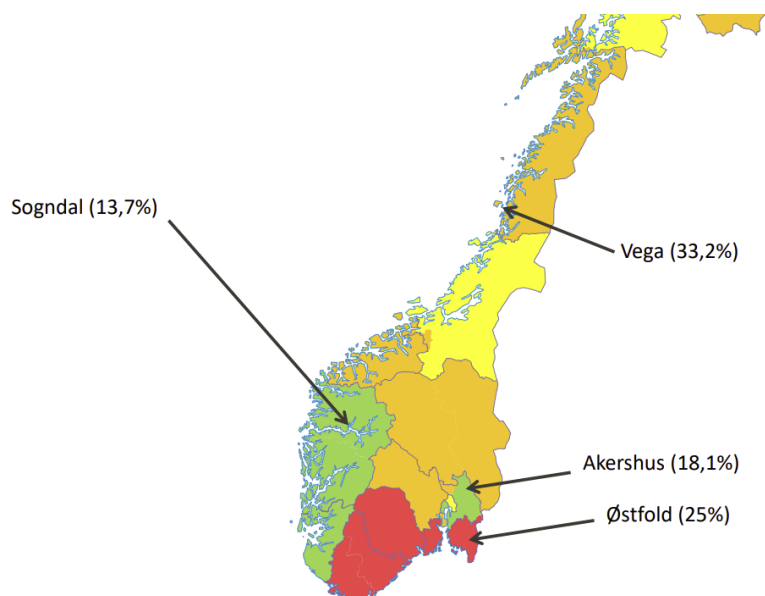 Sogndal (13,7%)
Vega (33,2%)
Akershus (18,1%)
Østfold (25%)